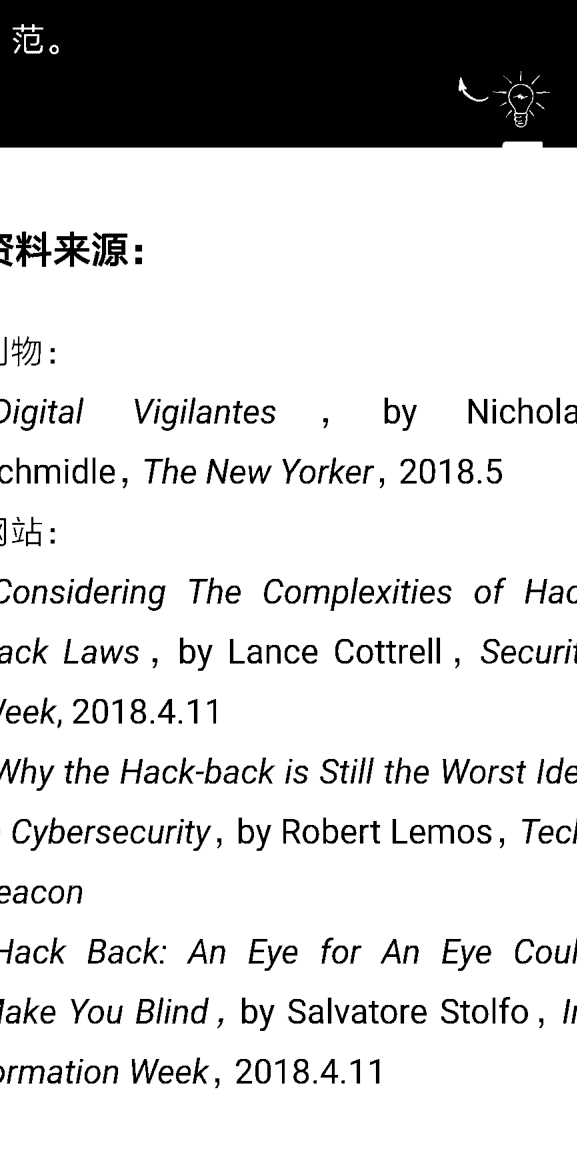 范。
资料来源：
刊物：
Digital Vigilantes , by Nichola
chmidle, The New Yorker, 2018.5
网站：
Considering The Complexities of Hac
ack Laws , by Lance Cottrell , Securit
Week, 2018.4.11
Why the Hack-back is Still the Worst Ide
Cybersecurity, by Robert Lemos, Tech
eacon
Hack Back: An Eye for An Eye Coul
Make You Blind , by Salvatore Stolfo , In
ormation Week, 2018.4.11